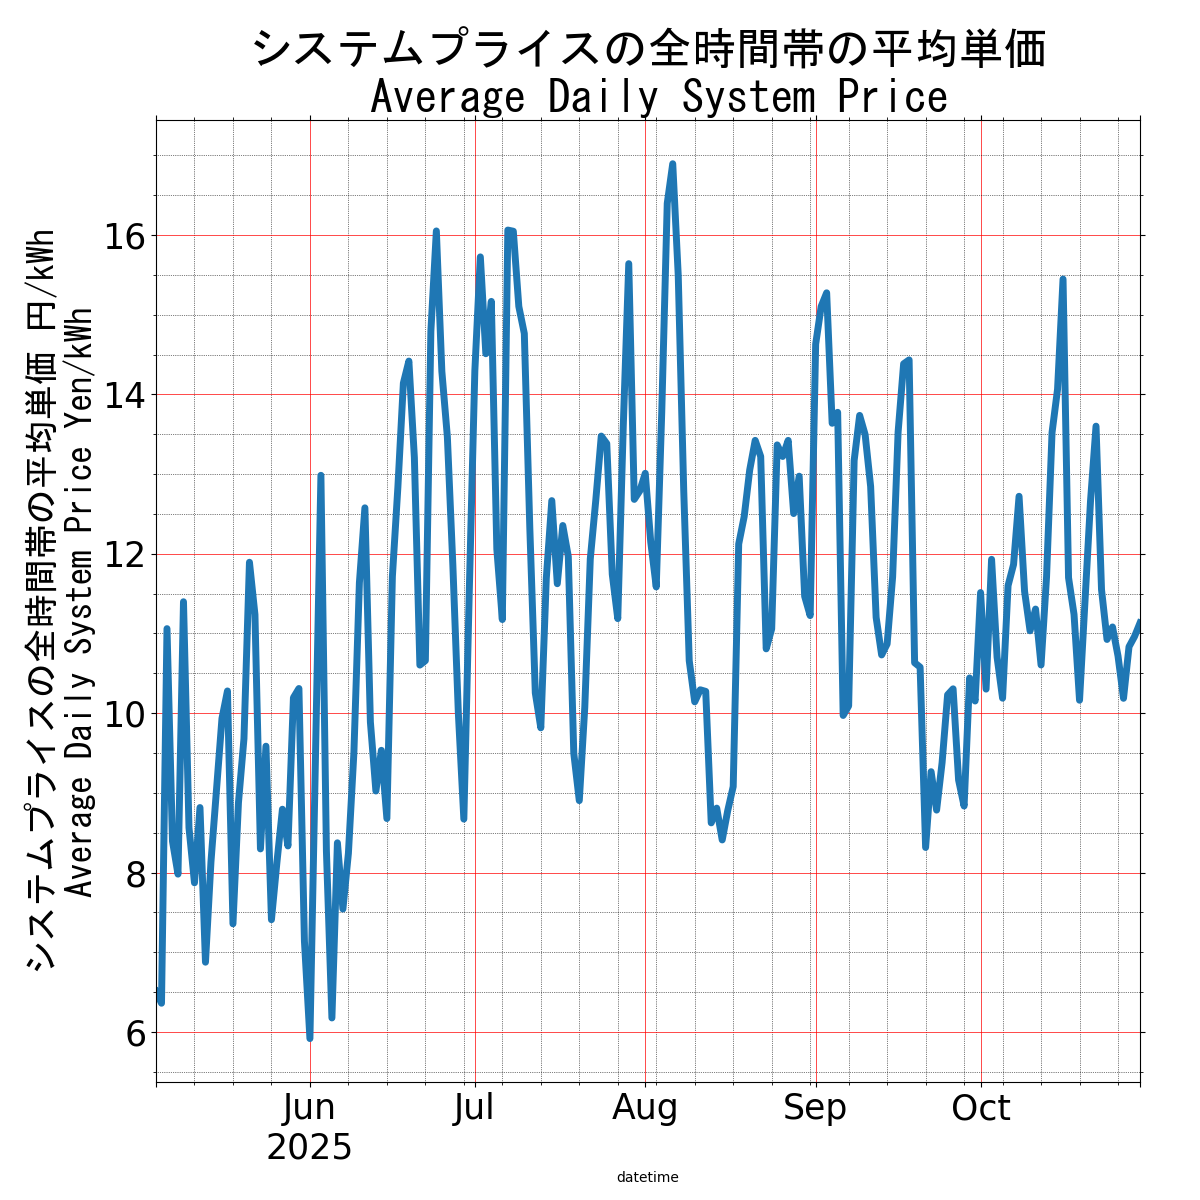 システムプライスの全時間帯の平均単価
Average Daily System Price
システムプライスの全時間帯の平均単価 円/kWh
Average Daily System Price Yen/kWh
16
14
12
10
8
6
Jun
2025
Jul
Aug
Sep
Oct
datetime